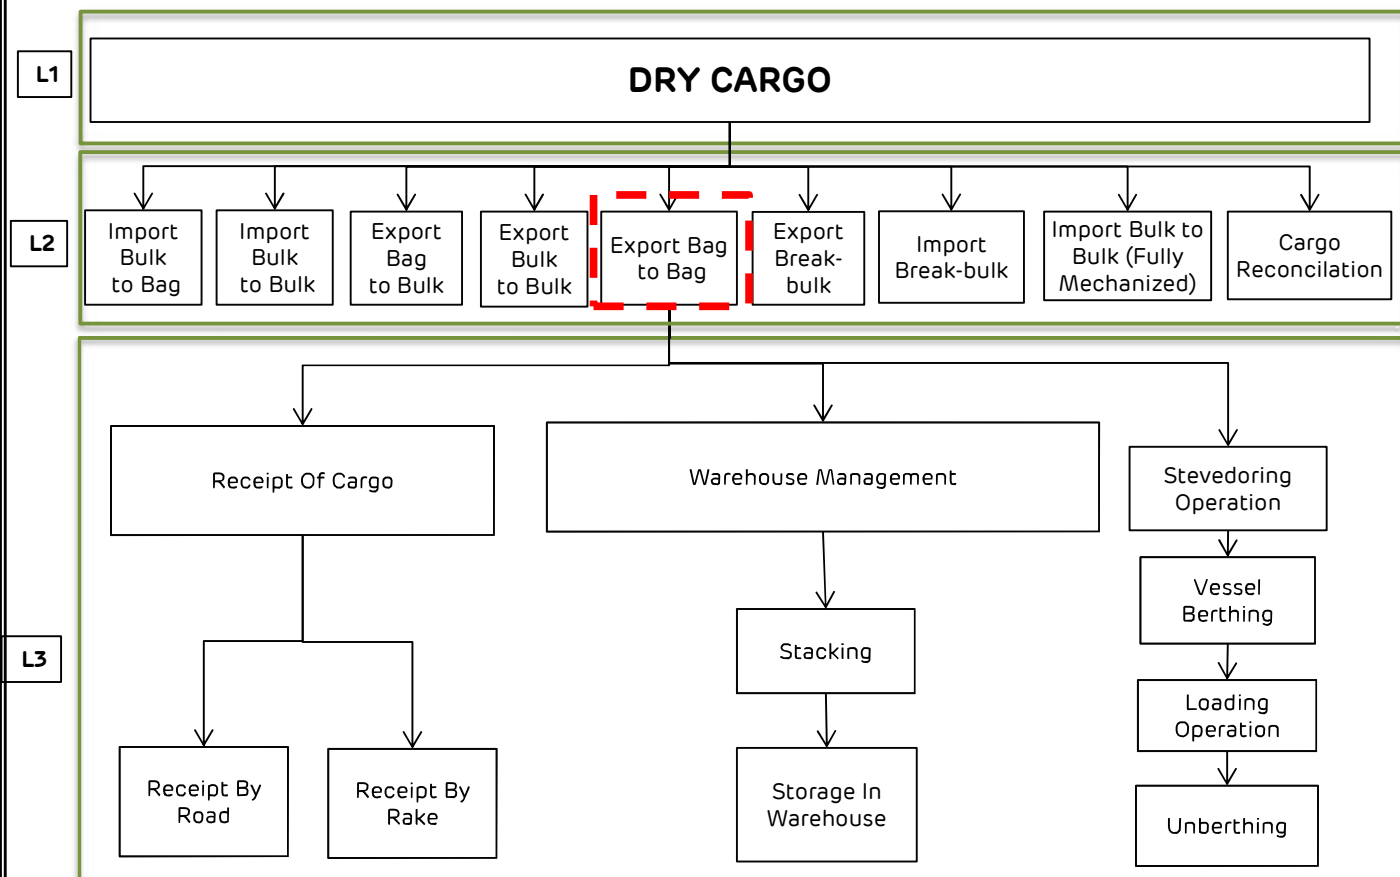 L1
DRY CARGO
L2
Import
Bulk
to Bag
Import
Bulk
to Bulk
Export
Bag
to Bulk
Export
Bulk
to Bulk
Export Bag
to Bag
Export
Break-
bulk
Import
Break-bulk
Import Bulk to
Bulk (Fully
Mechanized)
Cargo
Reconcilation
L3
Receipt Of Cargo
Warehouse Management
Stevedoring
Operation
Vessel
Berthing
Stacking
Loading
Operation
Receipt By
Road
Receipt By
Rake
Storage In
Warehouse
Unberthing